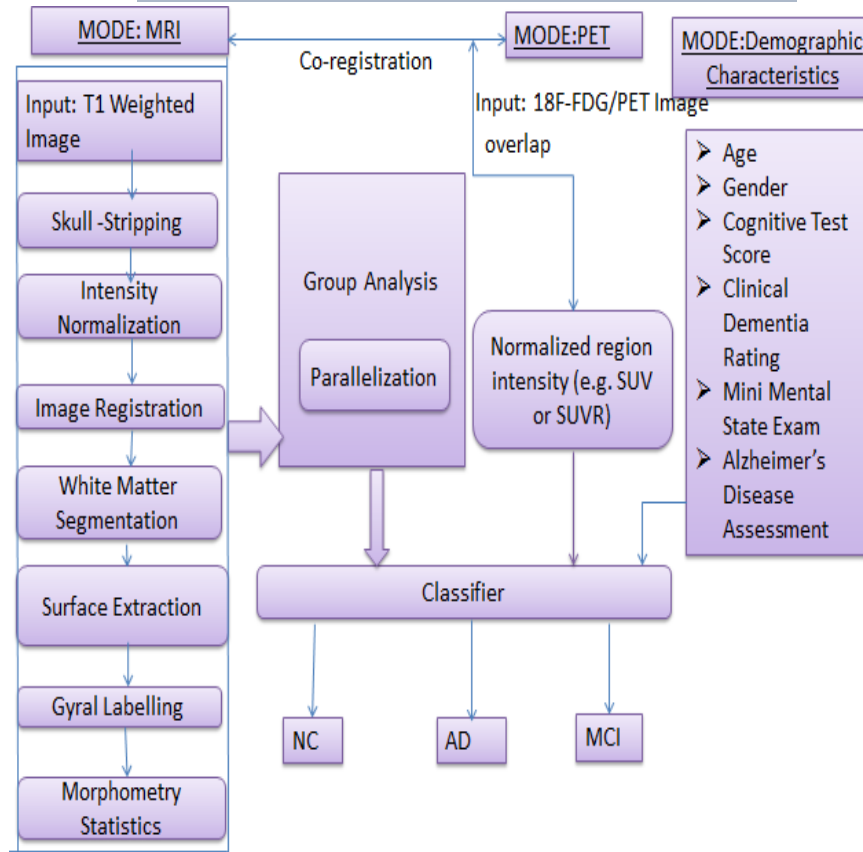 MODE: MRI
Co-registration
MODE:PET
MODE:Demographic
Characteristics
Input: T1 Weighted
Image
Skull -Stripping
Intensity
Normalization
Image Registration
White Matter
Segmentation
Surface Extraction
Gyral Labelling
Morphometry
Statistics
Group Analysis
Parallelization
Input: 18F-FDG/PET Image
overlap
Normalized region
intensity (e.g. SUV
or SUVR)
➢ Age
➢ Gender
➢ Cognitive Test
Score
➢ Clinical
Dementia
Rating
➢ Mini Mental
State Exam
➢ Alzheimer’s
Disease
Assessment
Classifier
NC
AD
MCI